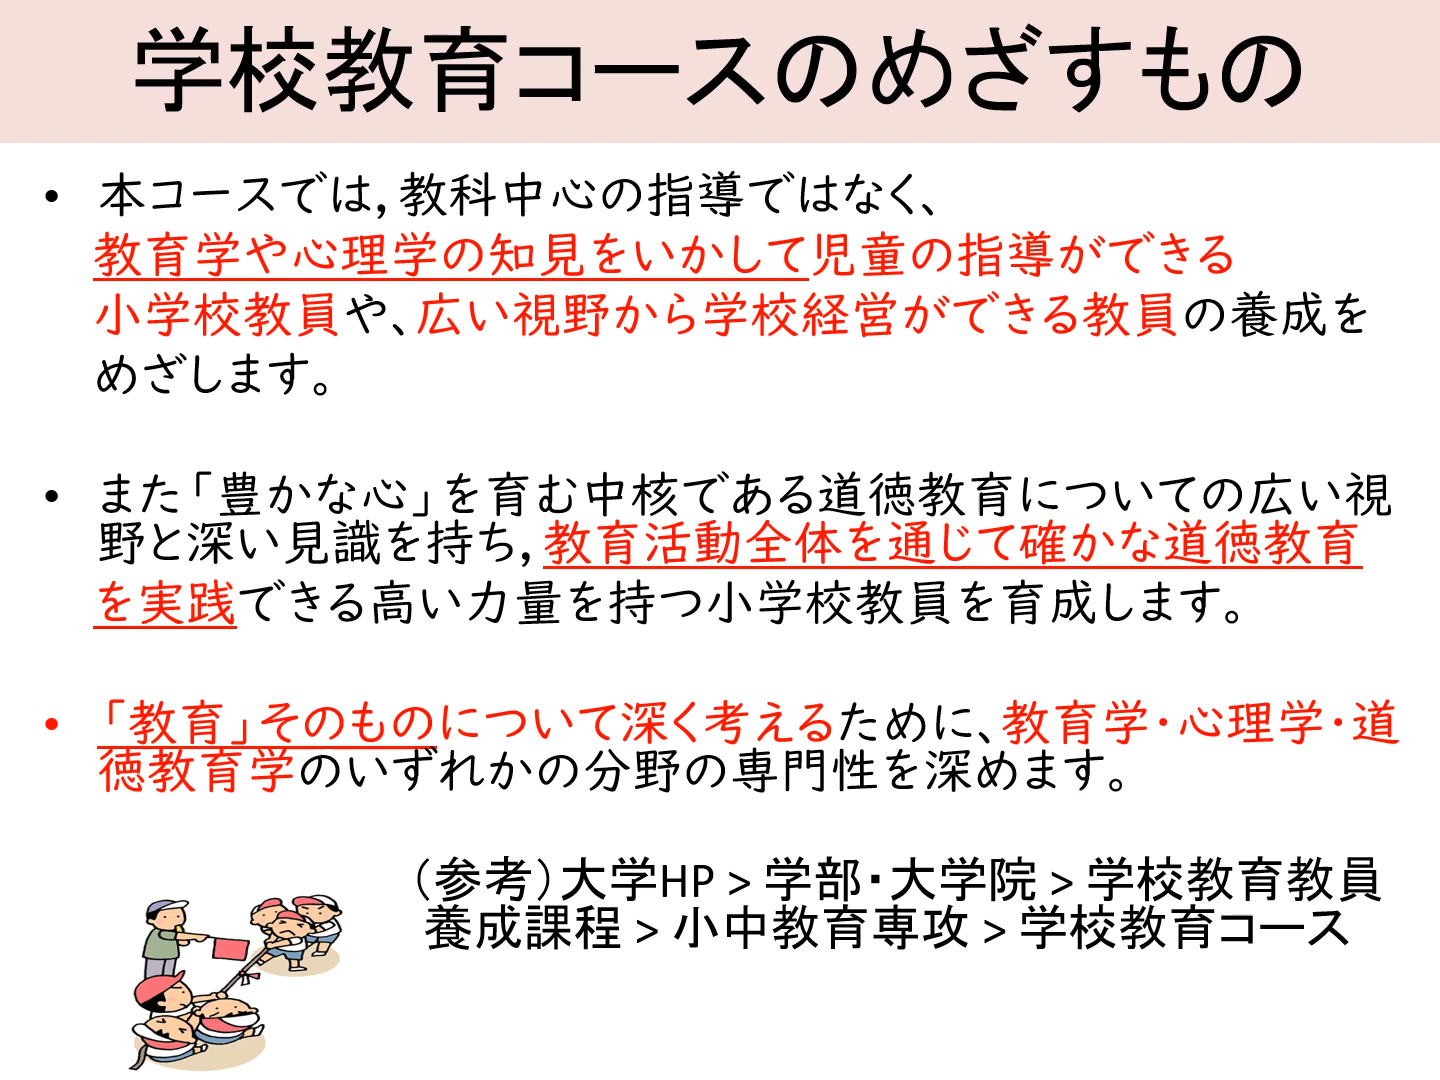 学校教育コースのめざすもの
• 本コースでは，教科中心の指導ではなく、
教育学や心理学の知見をいかして児童の指導ができる
小学校教員や、広い視野から学校経営ができる教員の養成を
めざします。
• また「豊かな心」を育む中核である道徳教育についての広い視
野と深い見識を持ち，教育活動全体を通じて確かな道徳教育
を実践できる高い力量を持つ小学校教員を育成します。
• 「教育」そのものについて深く考えるために、教育学・心理学・道
徳教育学のいずれかの分野の専門性を深めます。
（参考）大学HP > 学部・大学院 > 学校教育教員
養成課程 > 小中教育専攻 > 学校教育コース